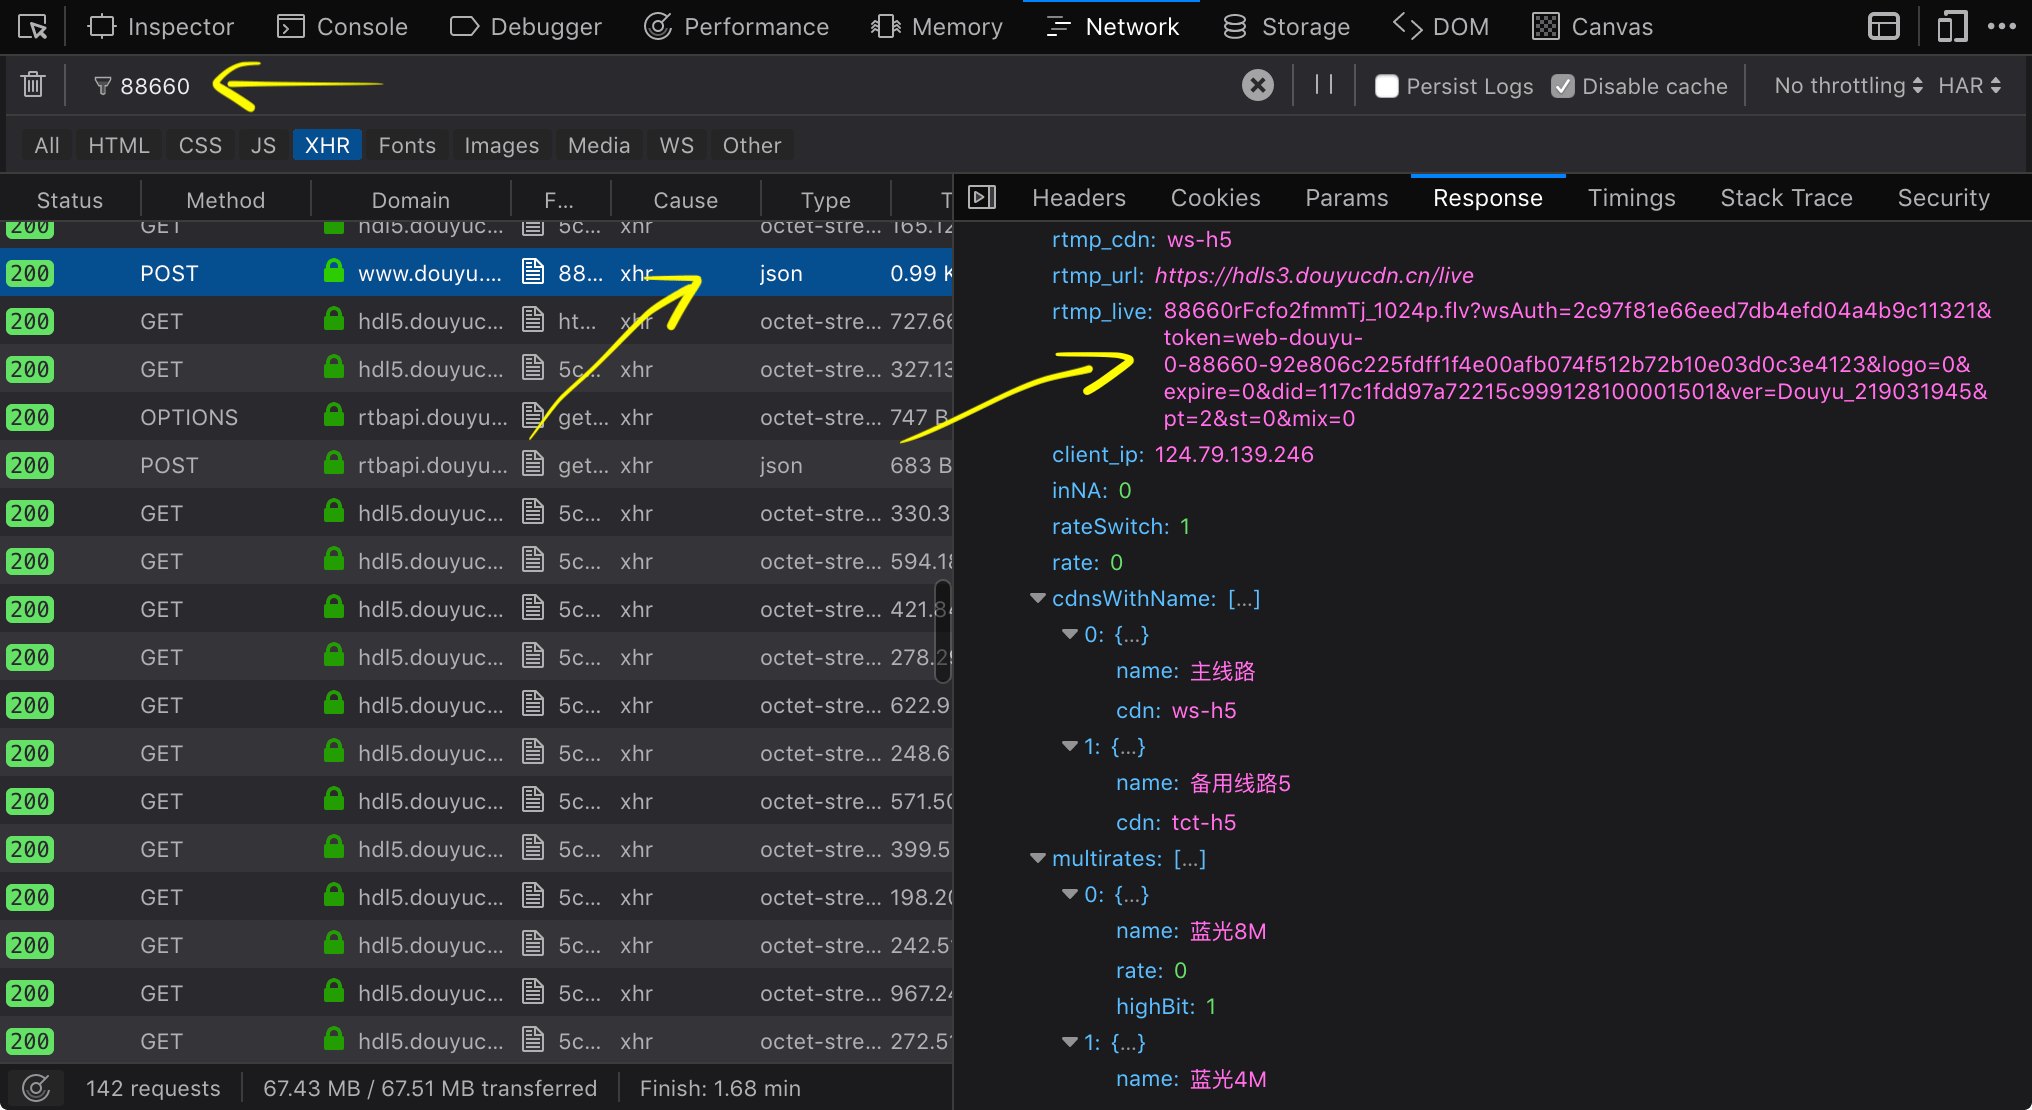 Inspector Console Debugger Performance Memory Network Storage DOM Canvas
88660 Persist Logs Disable cache No throttling HAR
All HTML CSS JS XHR Fonts Images Media WS Other
Status Method Domain F... Cause Type T
200 GET hdl5.douyuc... 5c... xhr octet-stre... 165.12
200 POST www.douyu.... 88... xhr json 0.99 K
200 GET hdl5.douyuc... ht... xhr octet-stre... 727.66
200 GET hdl5.douyuc... 5c... xhr octet-stre... 327.13
200 OPTIONS rtbapi.douyu... get... xhr octet-stre... 747 B
200 POST rtbapi.douyu... get... xhr json 683 B
200 GET hdl5.douyuc... 5c... xhr octet-stre... 330.3
200 GET hdl5.douyuc... 5c... xhr octet-stre... 594.18
200 GET hdl5.douyuc... 5c... xhr octet-stre... 421.84
200 GET hdl5.douyuc... 5c... xhr octet-stre... 278.29
200 GET hdl5.douyuc... 5c... xhr octet-stre... 622.9
200 GET hdl5.douyuc... 5c... xhr octet-stre... 248.6
200 GET hdl5.douyuc... 5c... xhr octet-stre... 571.50
200 GET hdl5.douyuc... 5c... xhr octet-stre... 399.5
200 GET hdl5.douyuc... 5c... xhr octet-stre... 198.20
200 GET hdl5.douyuc... 5c... xhr octet-stre... 242.51
200 GET hdl5.douyuc... 5c... xhr octet-stre... 967.24
200 GET hdl5.douyuc... 5c... xhr octet-stre... 272.51
142 requests 67.43 MB / 67.51 MB transferred Finish: 1.68 min
Headers Cookies Params Response Timings Stack Trace Security
rtmp_cdn: ws-h5
rtmp_url: https://hdls3.douyucdn.cn/live
rtmp_live: 88660rFcfo2fmmTj_1024p.flv?wsAuth=2c97f81e66eed7db4efd04a4b9c11321&
token=web-douyu-
0-88660-92e806c225fdff1f4e00afb074f512b72b10e03d0c3e4123&logo=0&
expire=0&did=117c1fdd97a72215c999128100001501&ver=Douyu_219031945&
pt=2&st=0&mix=0
client_ip: 124.79.139.246
inNA: 0
rateSwitch: 1
rate: 0
cdnsWithName: [...]
0: {...}
name: 主线路
cdn: ws-h5
1: {...}
name: 备用线路5
cdn: tct-h5
multirates: [...]
0: {...}
name: 蓝光8M
rate: 0
highBit: 1
1: {...}
name: 蓝光4M